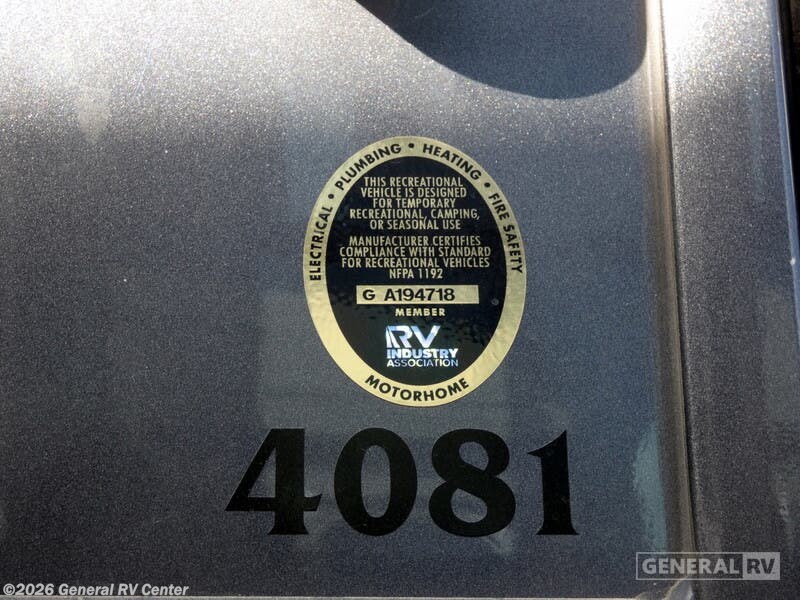 ELECTRICAL • PLUMBING • HEATING • FIRE SAFETY
THIS RECREATIONAL
VEHICLE IS DESIGNED
FOR TEMPORARY
RECREATIONAL, CAMPING,
OR SEASONAL USE
MANUFACTURER CERTIFIES
COMPLIANCE WITH STANDARD
FOR RECREATIONAL VEHICLES
NFPA 1192
G A194718
MEMBER
RV
INDUSTRY
ASSOCIATION
MOTORHOME
4081
GENERAL RV
©2026 General RV Center